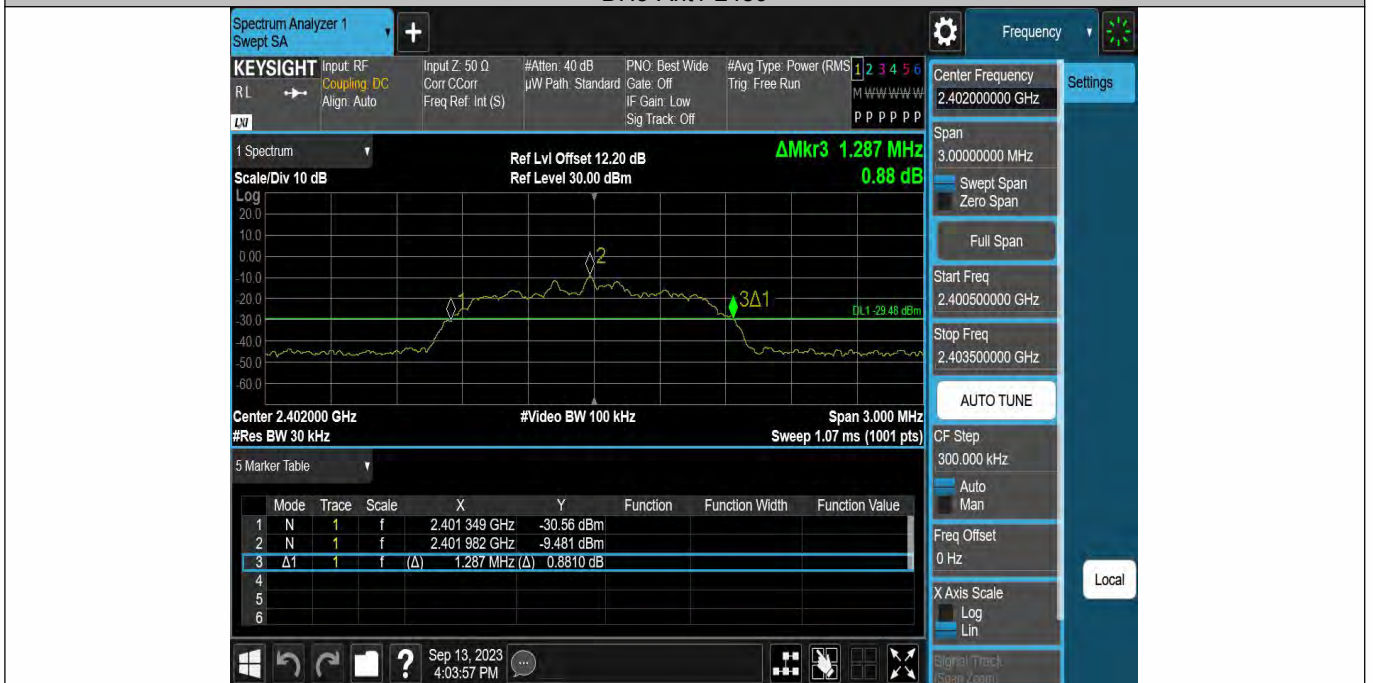 Spectrum Analyzer 1
Swept SA
+
Frequency
KEYSIGHT
RL
LXI
Input: RF
Coupling: DC
Align: Auto
Input Z: 50 Ω
Corr CCorr
Freq Ref: Int (S)
#Atten: 40 dB
µW Path: Standard
PNO: Best Wide
Gate: Off
IF Gain: Low
Sig Track: Off
#Avg Type: Power (RMS
Trig: Free Run
1 2 3 4 5 6
M W W W W W
P P P P P P
Center Frequency
2.402000000 GHz
Settings
1 Spectrum
Scale/Div 10 dB
Ref Lvl Offset 12.20 dB
Ref Level 30.00 dBm
ΔMkr3 1.287 MHz
0.88 dB
Span
3.00000000 MHz
Swept Span
Zero Span
Full Span
Start Freq
2.400500000 GHz
Stop Freq
2.403500000 GHz
AUTO TUNE
Log
20.0
10.0
0.00
-10.0
-20.0
-30.0
-40.0
-50.0
-60.0
1
2
3Δ1
DL1 -29.48 dBm
Center 2.402000 GHz
#Res BW 30 kHz
#Video BW 100 kHz
Span 3.000 MHz
Sweep 1.07 ms (1001 pts)
CF Step
300.000 kHz
Auto
Man
Freq Offset
0 Hz
X Axis Scale
Log
Lin
Signal Track
(Span Zoom)
Local
5 Marker Table
Mode Trace Scale X Y Function Function Width Function Value
1 N 1 f 2.401 349 GHz -30.56 dBm
2 N 1 f 2.401 982 GHz -9.481 dBm
3 Δ1 1 f (Δ) 1.287 MHz (Δ) 0.8810 dB
4
5
6
?
Sep 13, 2023
4:03:57 PM